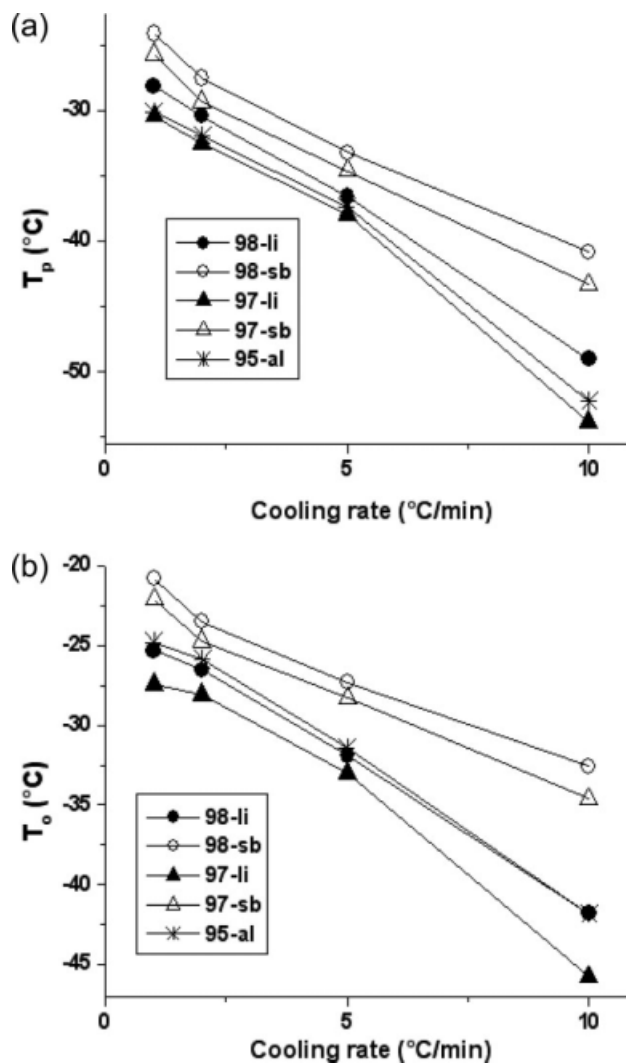 (a)
-30
-40
-50
Tp (°C)
98-li
98-sb
97-li
97-sb
95-al
0
5
10
Cooling rate (°C/min)
(b)
-20
-25
-30
-35
-40
-45
To (°C)
98-li
98-sb
97-li
97-sb
95-al
0
5
10
Cooling rate (°C/min)